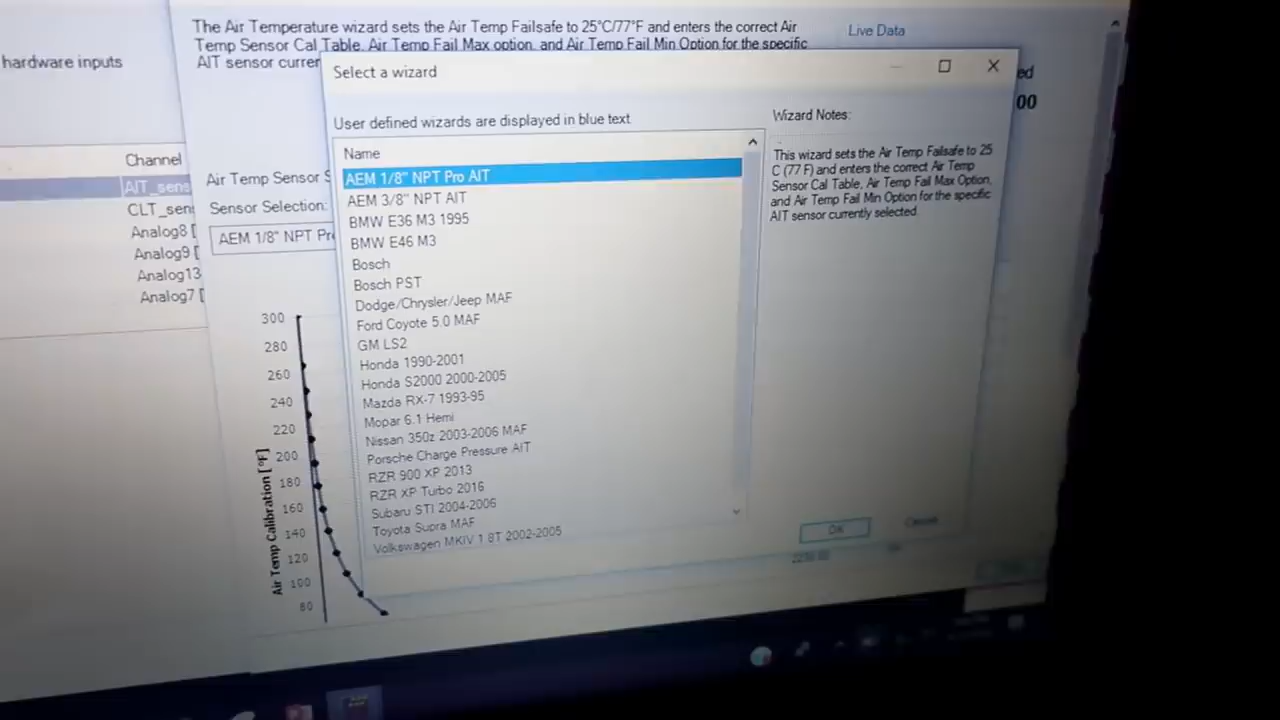 The Air Temperature wizard sets the Air Temp Failsafe to 25°C/77°F and enters the correct Air
Temp Sensor Cal Table, Air Temp Fail Max option, and Air Temp Fail Min Option for the specific
AIT sensor curren
Live Data
hardware inputs
ed
00
Select a wizard
User defined wizards are displayed in blue text
Wizard Notes:
This wizard sets the Air Temp Failsafe to 25
C (77 F) and enters the correct Air Temp
Sensor Cal Table, Air Temp Fail Max Option,
and Air Temp Fail Min Option for the specific
AIT sensor currently selected.
Name
AEM 1/8" NPT Pro AIT
AEM 3/8" NPT AIT
BMW E36 M3 1995
BMW E46 M3
Bosch
Bosch PST
Dodge/Chrysler/Jeep MAF
Ford Coyote 5.0 MAF
GM LS2
Honda 1990-2001
Honda S2000 2000-2005
Mazda RX-7 1993-95
Mopar 6.1 Hemi
Nissan 350z 2003-2006 MAF
Porsche Charge Pressure AIT
RZR 900 XP 2013
RZR XP Turbo 2016
Subaru STI 2004-2006
Toyota Supra MAF
Volkswagen MKIV 1.8T 2002-2005
OK
Cancel
Channel
AIT_sens
CLT_sen
Analog8 [
Analog9 [
Analog13
Analog7 [
Air Temp Sensor S
Sensor Selection:
AEM 1/8" NPT Pr
Air Temp Calibration [°F]
300
280
260
240
220
200
180
160
140
120
100
80